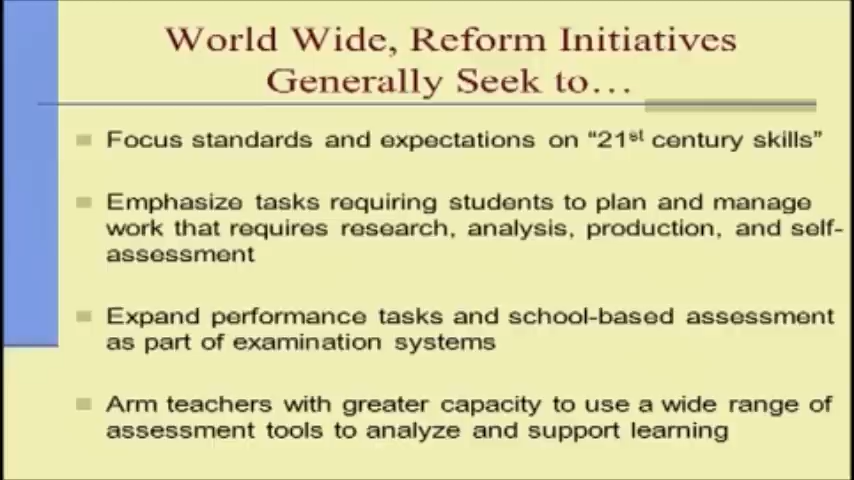 World Wide, Reform Initiatives
Generally Seek to…
Focus standards and expectations on “21st century skills”
Emphasize tasks requiring students to plan and manage
work that requires research, analysis, production, and self-
assessment
Expand performance tasks and school-based assessment
as part of examination systems
Arm teachers with greater capacity to use a wide range of
assessment tools to analyze and support learning